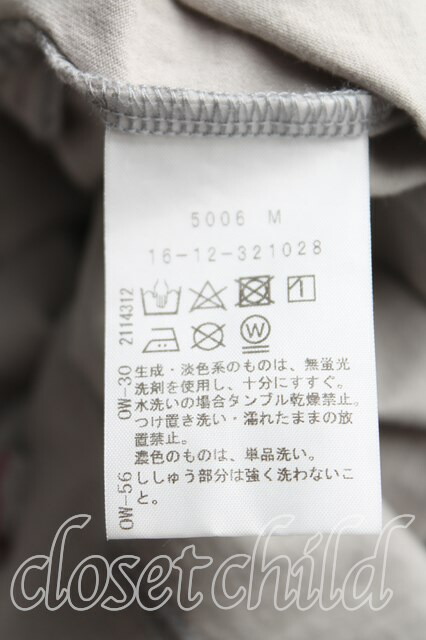 5006 M
16-12-321028
2114312
OW-30
生成・淡色系のものは、無蛍光
洗剤を使用し、十分にすすぐ。
水洗いの場合タンブル乾燥禁止。
つけ置き洗い・濡れたままの放
置禁止。
濃色のものは、単品洗い。
OW-56
ししゅう部分は強く洗わないこ
と。
W
closet child